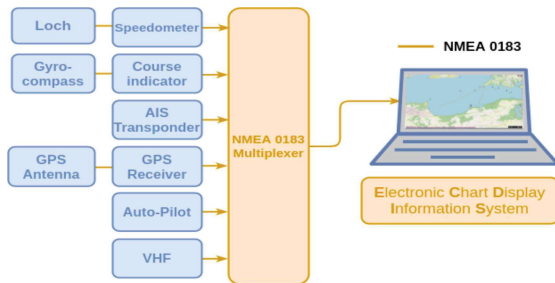 Loch
Speedometer
Gyro-
compass
Course
indicator
AIS
Transponder
GPS
Antenna
GPS
Receiver
Auto-Pilot
VHF
NMEA 0183
Multiplexer
NMEA 0183
Electronic Chart Display
Information System